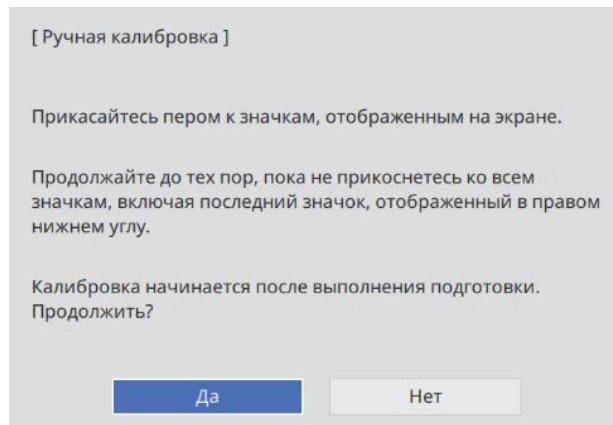 [ Ручная калибровка ]
Прикасайтесь пером к значкам, отображенным на экране.
Продолжайте до тех пор, пока не прикоснетесь ко всем
значкам, включая последний значок, отображенный в правом
нижнем углу.
Калибровка начинается после выполнения подготовки.
Продолжить?
Да
Нет